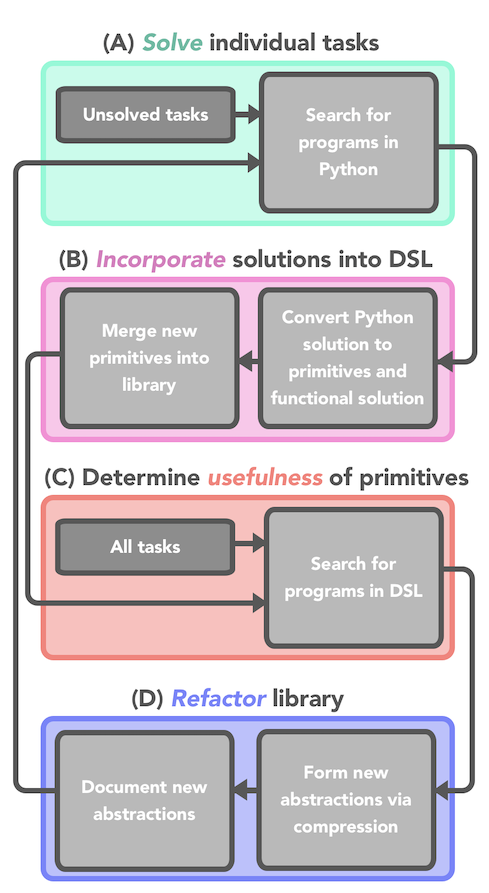 (A) Solve individual tasks
Unsolved tasks
Search for
programs in
Python
(B) Incorporate solutions into DSL
Merge new
primitives into
library
Convert Python
solution to
primitives and
functional solution
(C) Determine usefulness of primitives
All tasks
Search for
programs in DSL
(D) Refactor library
Document new
abstractions
Form new
abstractions via
compression